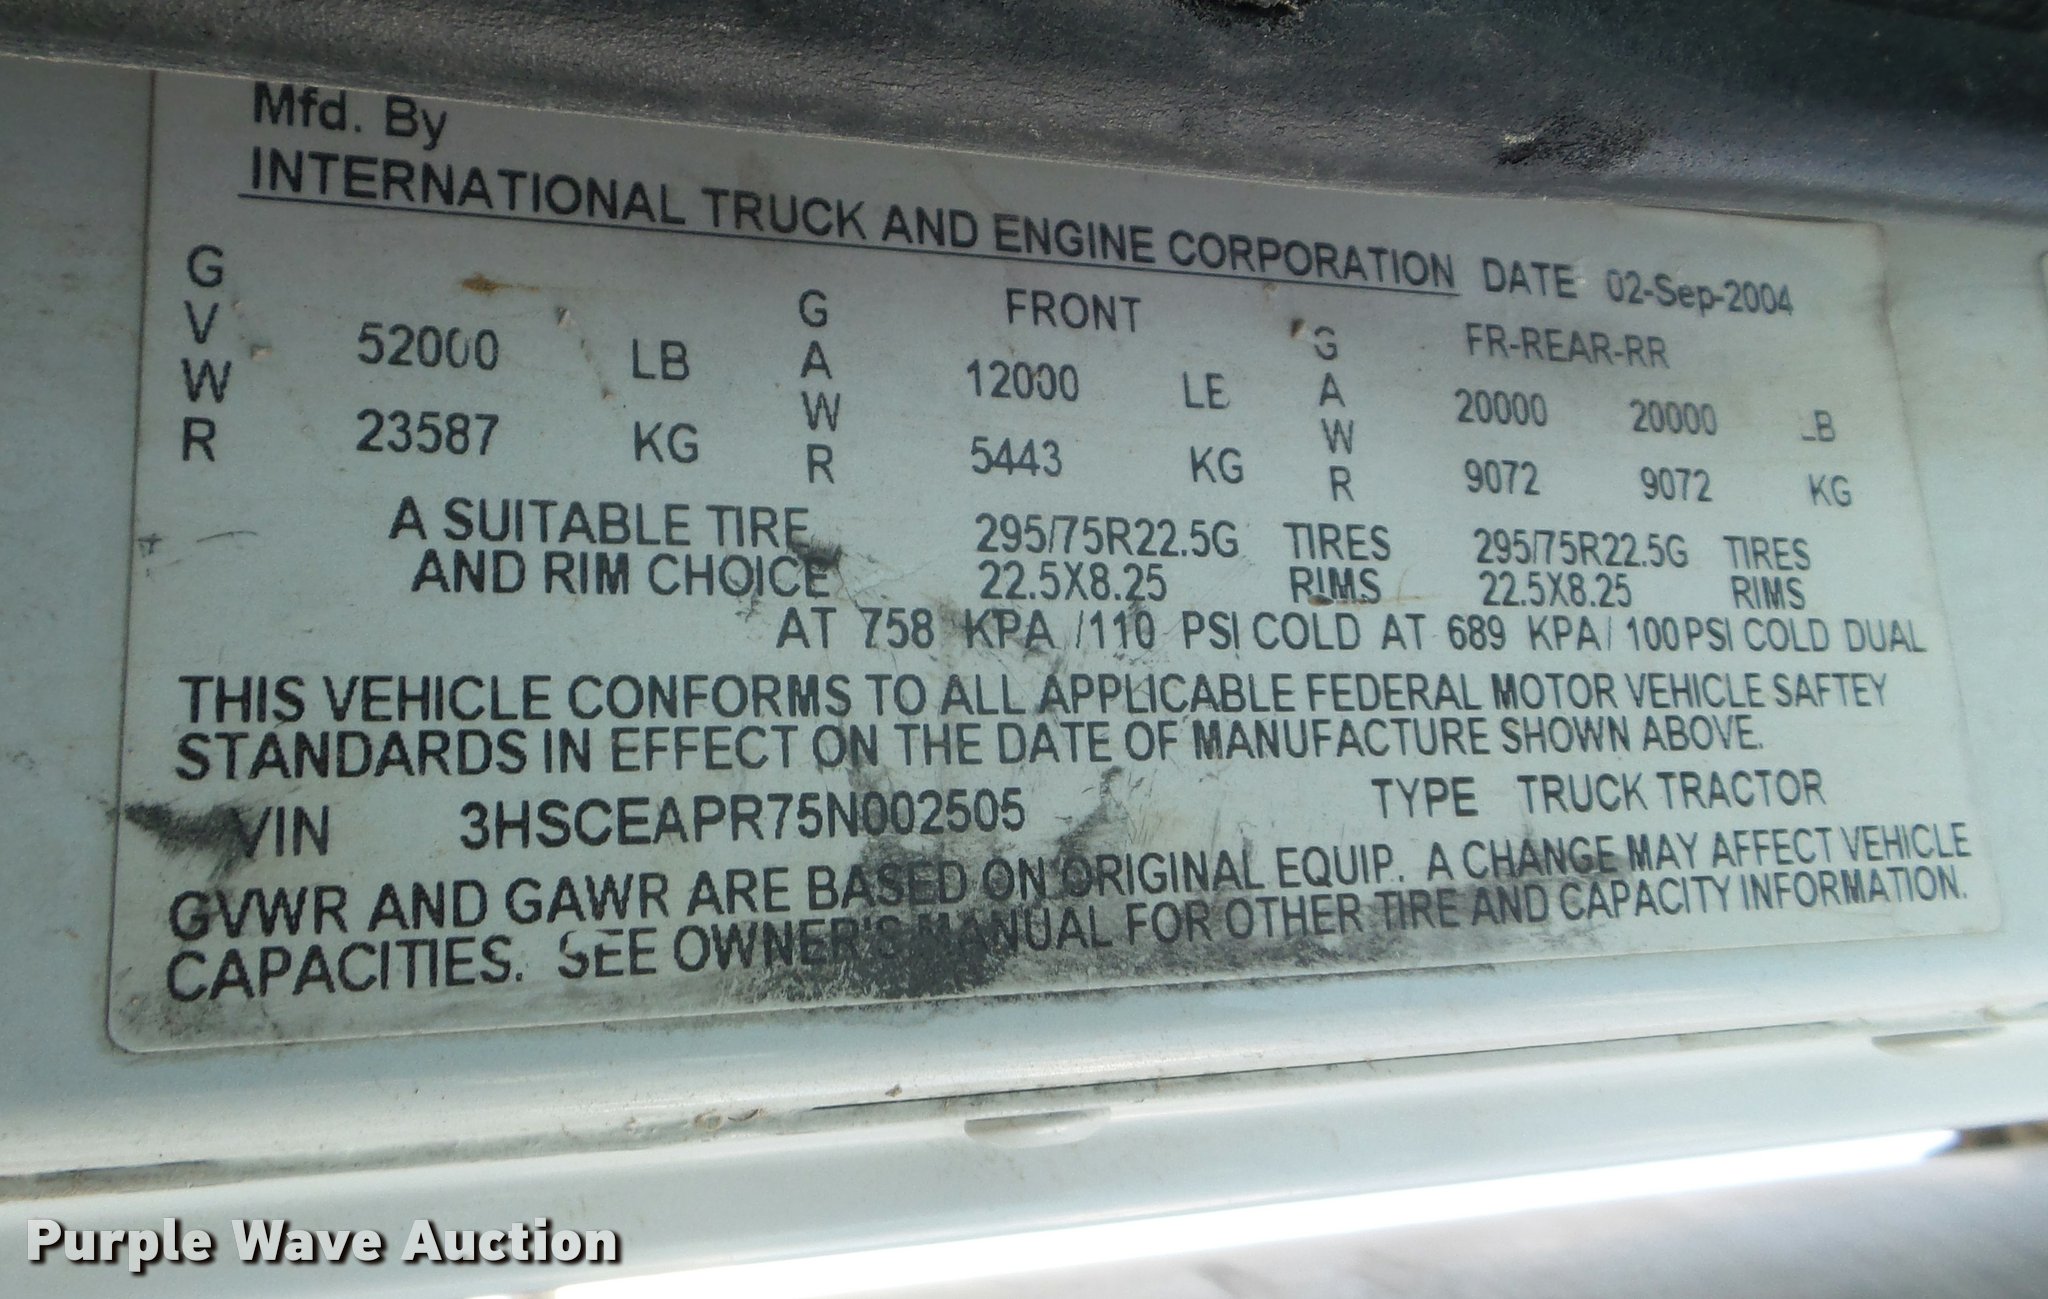 Mfd. By
INTERNATIONAL TRUCK AND ENGINE CORPORATION DATE 02-Sep-2004
GVWR 52000 LB GAWR FRONT 12000 LB GAWR FR-REAR-RR 20000 20000 LB
23587 KG 5443 KG 9072 9072 KG
A SUITABLE TIRE 295/75R22.5G TIRES 295/75R22.5G TIRES
AND RIM CHOICE 22.5X8.25 RIMS 22.5X8.25 RIMS
AT 758 KPA /110 PSI COLD AT 689 KPA/ 100PSI COLD DUAL
THIS VEHICLE CONFORMS TO ALL APPLICABLE FEDERAL MOTOR VEHICLE SAFTEY
STANDARDS IN EFFECT ON THE DATE OF MANUFACTURE SHOWN ABOVE.
VIN 3HSCEAPR75N002505 TYPE TRUCK TRACTOR
GVWR AND GAWR ARE BASED ON ORIGINAL EQUIP. A CHANGE MAY AFFECT VEHICLE
CAPACITIES. SEE OWNER'S MANUAL FOR OTHER TIRE AND CAPACITY INFORMATION.
Purple Wave Auction